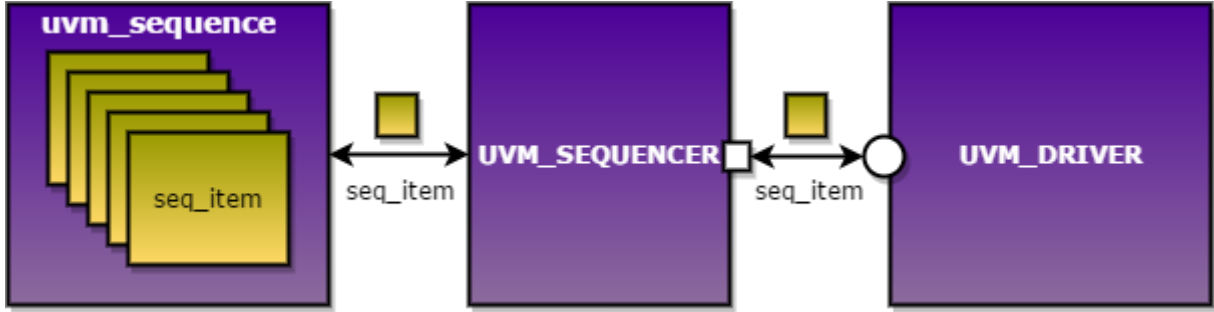 uvm_sequence
seq_item
seq_item
UVM_SEQUENCER
seq_item
UVM_DRIVER